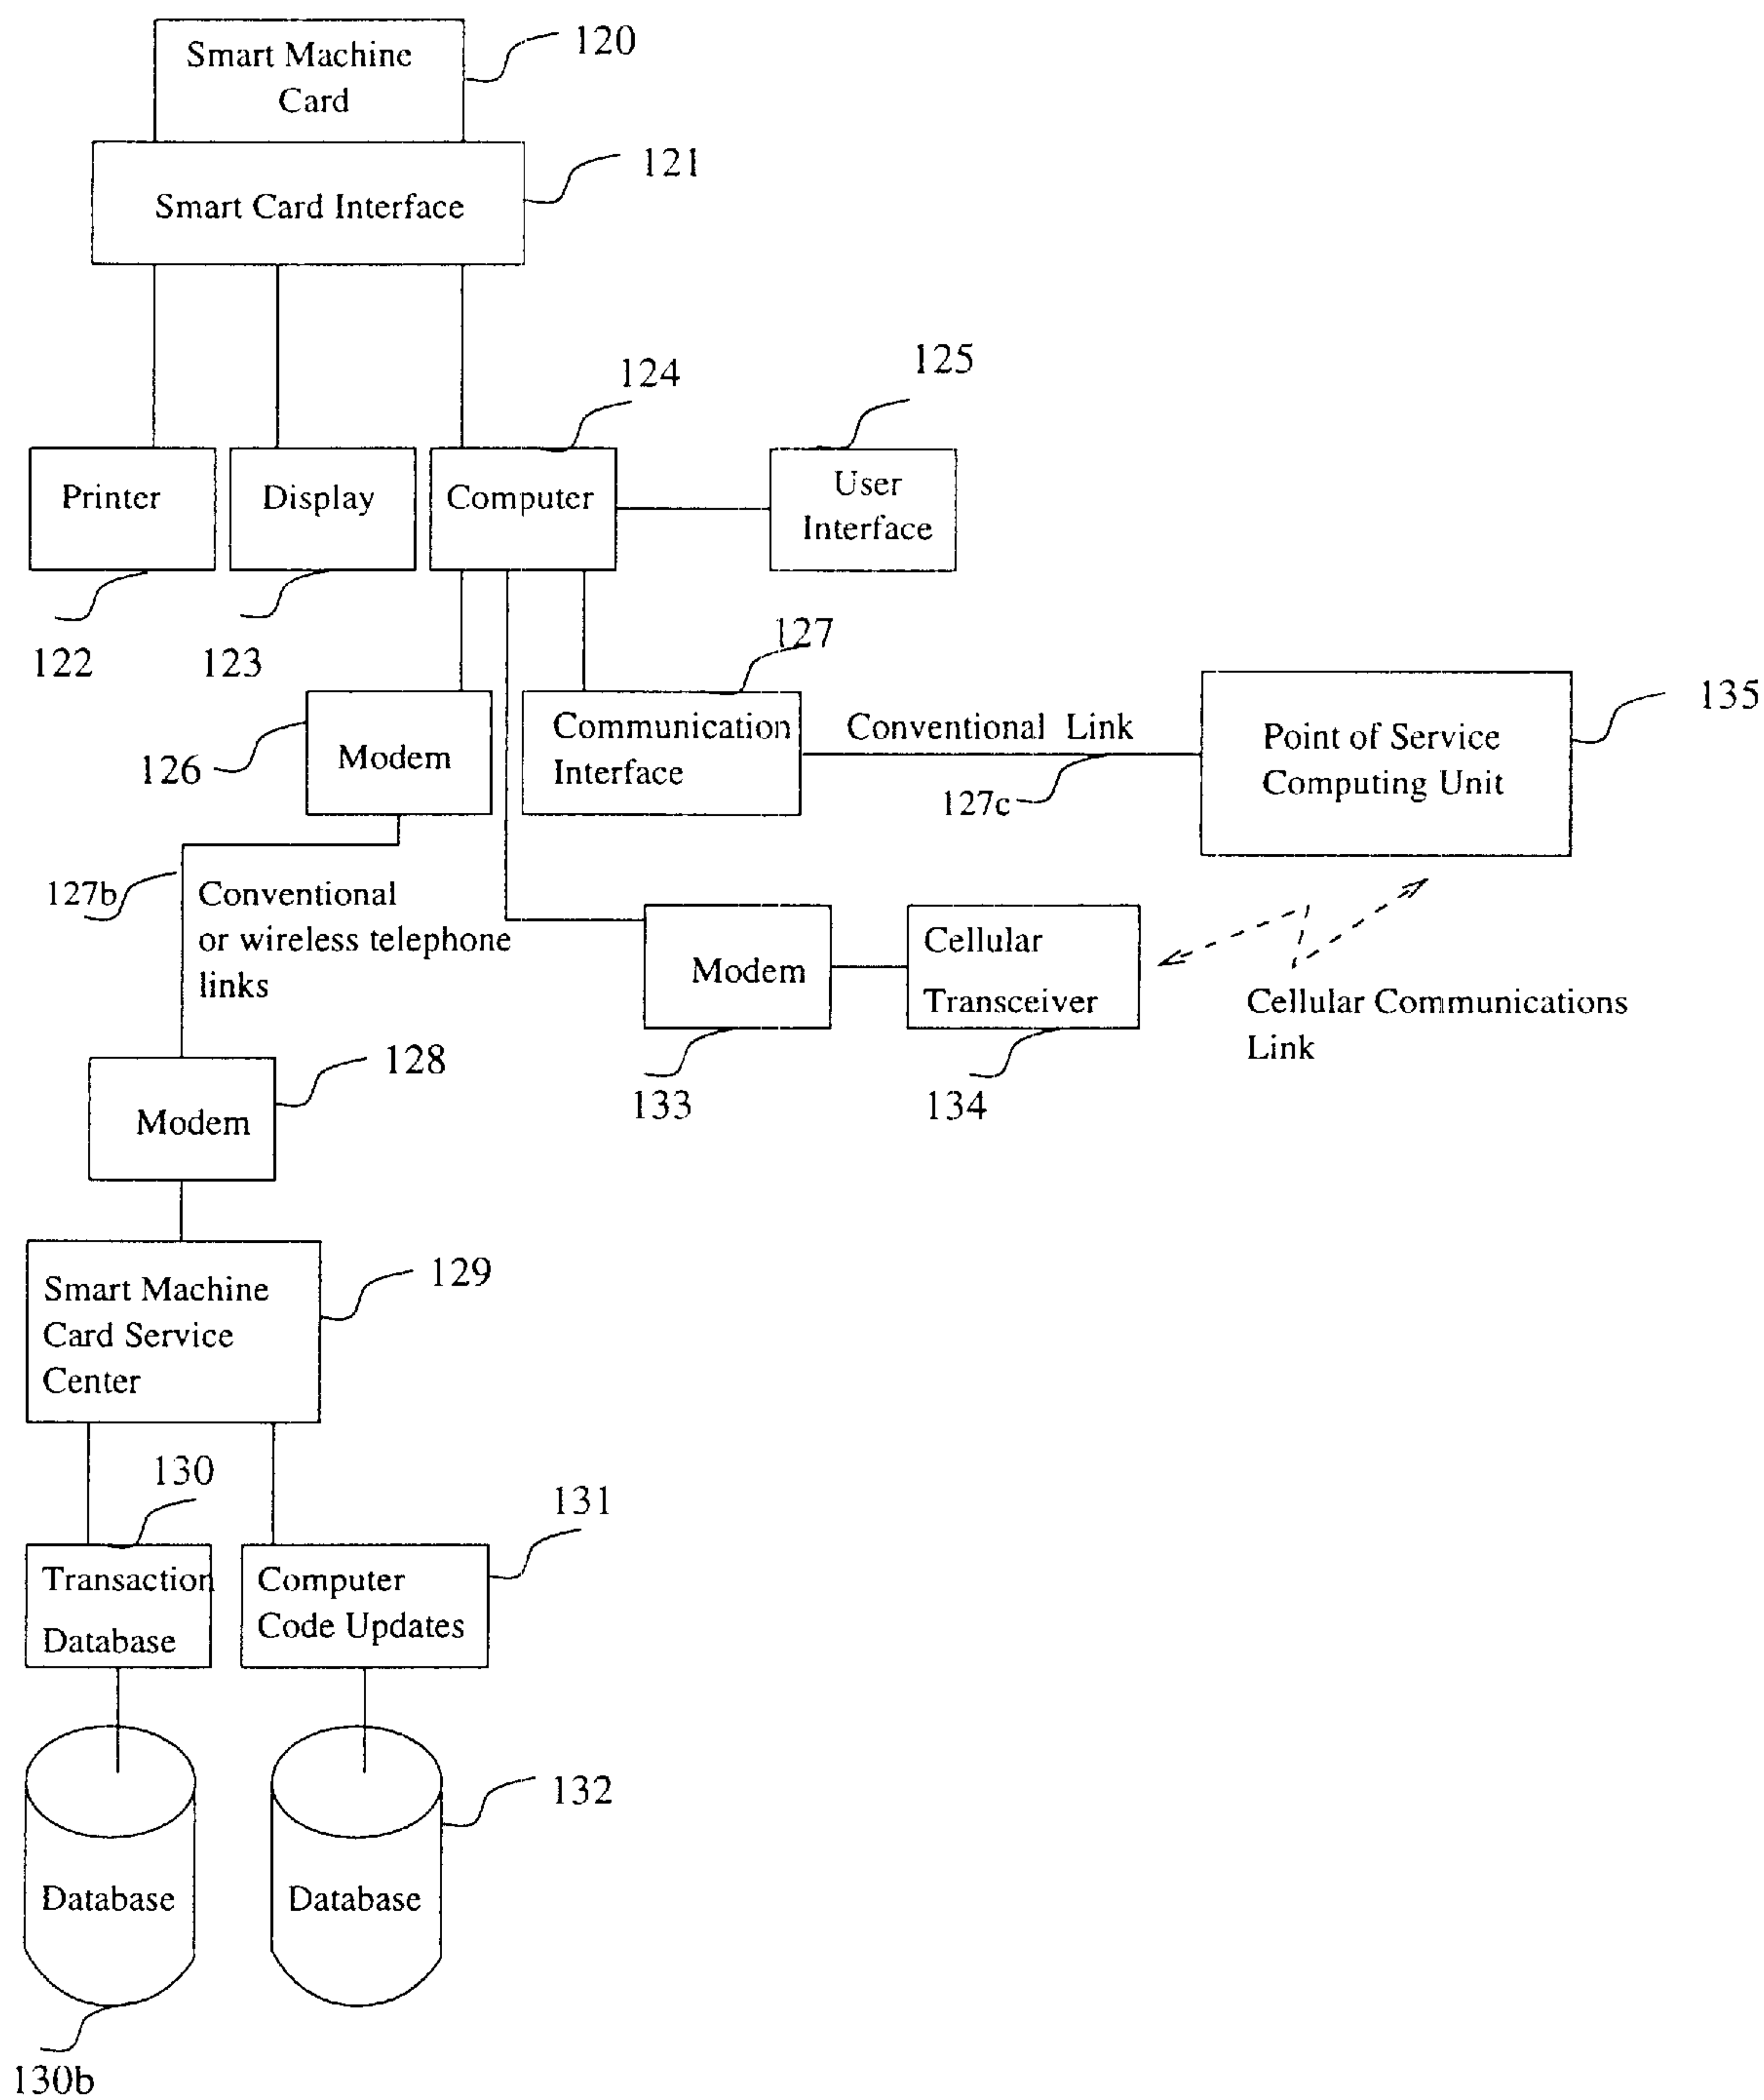 Smart Machine
Card
120
Smart Card Interface
121
124
125
Printer
Display
Computer
User
Interface
122
123
127
126
Modem
Communication
Interface
Conventional Link
127c
Point of Service
Computing Unit
135
127b
Conventional
or wireless telephone
links
Modem
Cellular
Transceiver
Cellular Communications
Link
133
134
Modem
128
Smart Machine
Card Service
Center
129
130
131
Transaction
Database
Computer
Code Updates
Database
Database
132
130b